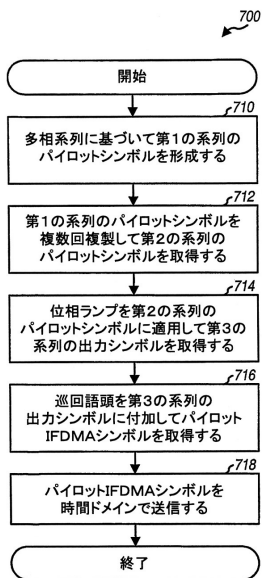 700
開始
710
多相系列に基づいて第1の系列の
パイロットシンボルを形成する
712
第1の系列のパイロットシンボルを
複数回複製して第2の系列の
パイロットシンボルを取得する
714
位相ランプを第2の系列の
パイロットシンボルに適用して第3の
系列の出力シンボルを取得する
716
巡回語頭を第3の系列の
出力シンボルに付加してパイロット
IFDMAシンボルを取得する
718
パイロットIFDMAシンボルを
時間ドメインで送信する
終了